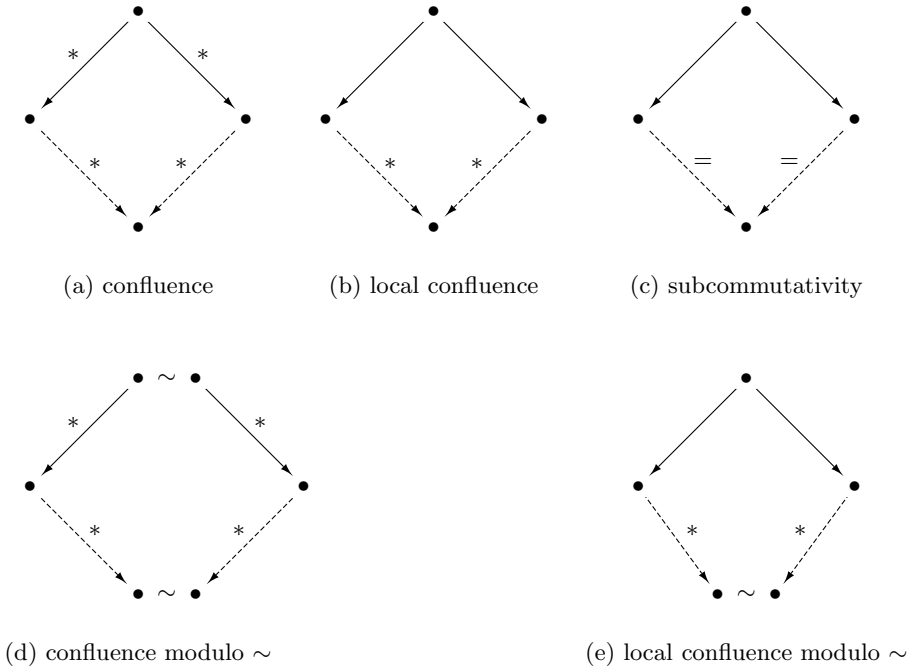 * * 
* *
* *
= =
(a) confluence
(b) local confluence
(c) subcommutativity
∼
* *
* *
∼
* *
∼
(d) confluence modulo ∼
(e) local confluence modulo ∼